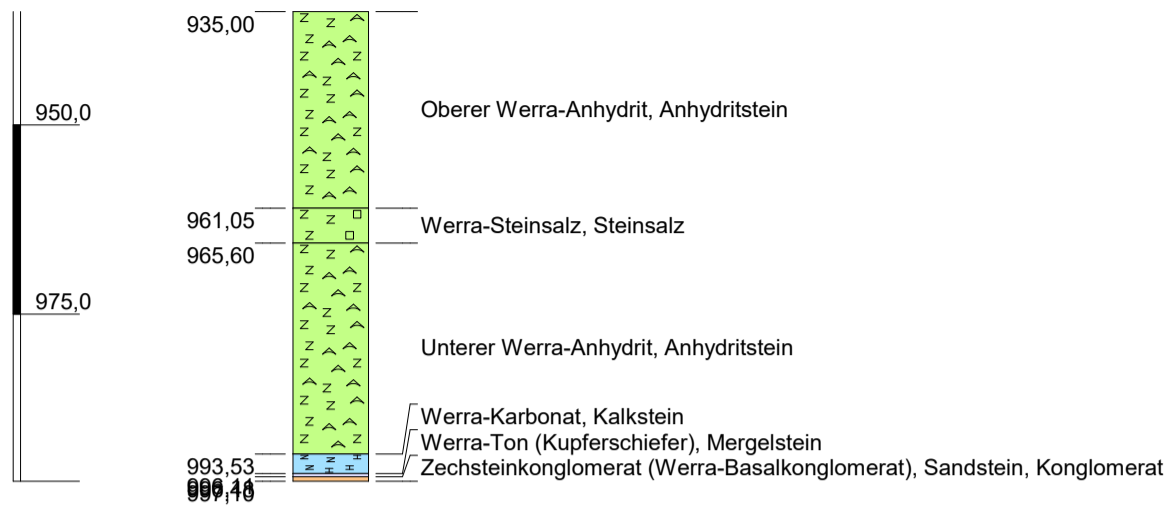 935,00
950,0
Oberer Werra-Anhydrit, Anhydritstein
961,05
Werra-Steinsalz, Steinsalz
965,60
975,0
Unterer Werra-Anhydrit, Anhydritstein
Werra-Karbonat, Kalkstein
Werra-Ton (Kupferschiefer), Mergelstein
993,53
Zechsteinkonglomerat (Werra-Basalkonglomerat), Sandstein, Konglomerat